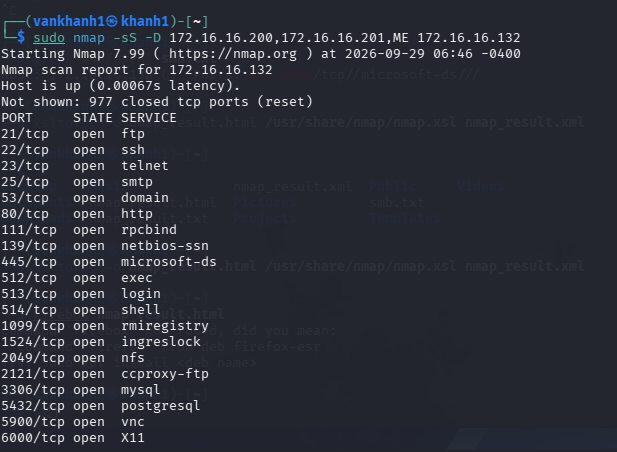 ┌──(vankhanh1㉿khanh1)-[~]
└─$ sudo nmap -sS -D 172.16.16.200,172.16.16.201,ME 172.16.16.132
Starting Nmap 7.99 ( https://nmap.org ) at 2026-09-29 06:46 -0400
Nmap scan report for 172.16.16.132
Host is up (0.00067s latency).
Not shown: 977 closed tcp ports (reset)
PORT     STATE SERVICE
21/tcp   open  ftp
22/tcp   open  ssh
23/tcp   open  telnet
25/tcp   open  smtp
53/tcp   open  domain
80/tcp   open  http
111/tcp  open  rpcbind
139/tcp  open  netbios-ssn
445/tcp  open  microsoft-ds
512/tcp  open  exec
513/tcp  open  login
514/tcp  open  shell
1099/tcp open  rmiregistry
1524/tcp open  ingreslock
2049/tcp open  nfs
2121/tcp open  ccproxy-ftp
3306/tcp open  mysql
5432/tcp open  postgresql
5900/tcp open  vnc
6000/tcp open  X11